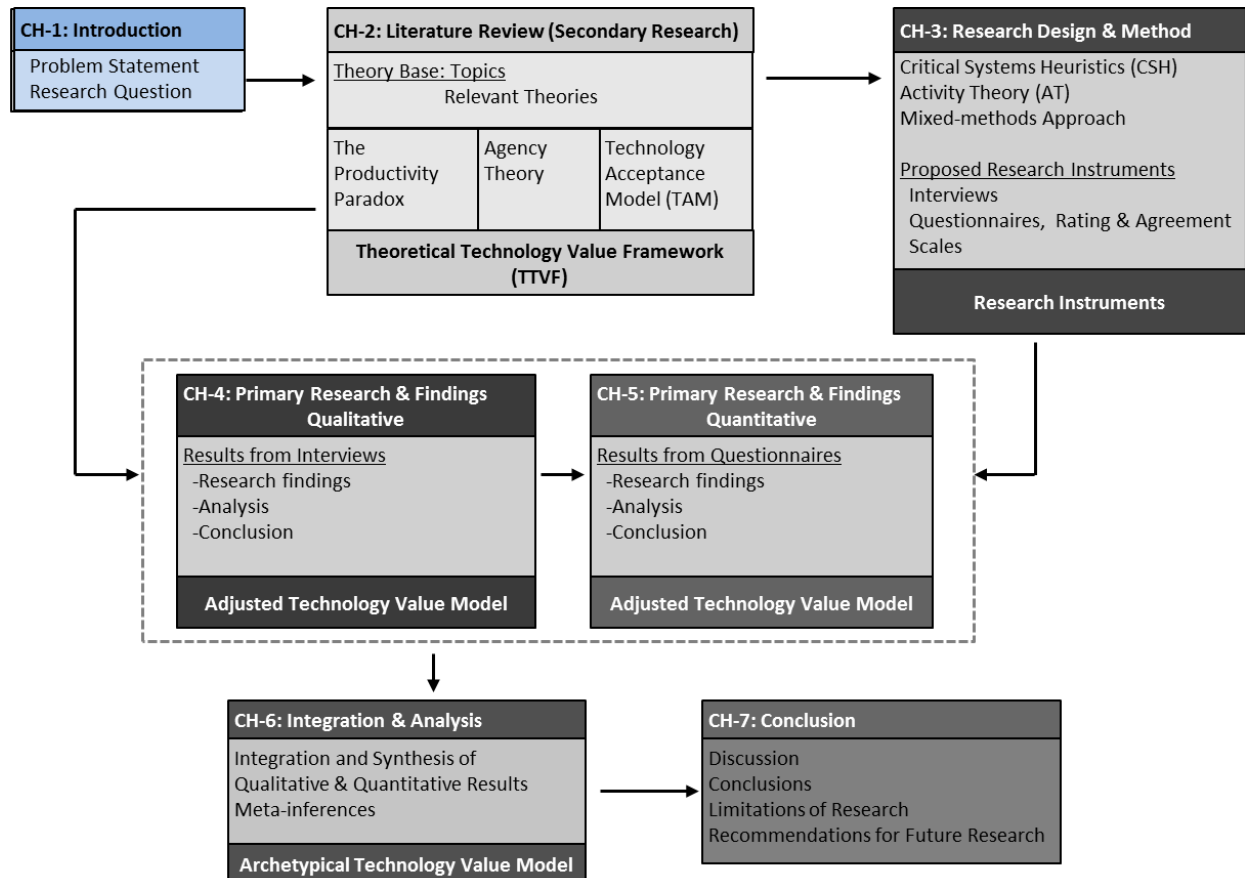 CH-1: Introduction
Problem Statement
Research Question
CH-2: Literature Review (Secondary Research)
Theory Base: Topics
Relevant Theories
The
Productivity
Paradox
Agency
Theory
Technology
Acceptance
Model (TAM)
Theoretical Technology Value Framework
(TTVF)
CH-3: Research Design & Method
Critical Systems Heuristics (CSH)
Activity Theory (AT)
Mixed-methods Approach
Proposed Research Instruments
Interviews
Questionnaires, Rating & Agreement
Scales
Research Instruments
CH-4: Primary Research & Findings
Qualitative
Results from Interviews
-Research findings
-Analysis
-Conclusion
Adjusted Technology Value Model
CH-5: Primary Research & Findings
Quantitative
Results from Questionnaires
-Research findings
-Analysis
-Conclusion
Adjusted Technology Value Model
CH-6: Integration & Analysis
Integration and Synthesis of
Qualitative & Quantitative Results
Meta-inferences
Archetypical Technology Value Model
CH-7: Conclusion
Discussion
Conclusions
Limitations of Research
Recommendations for Future Research